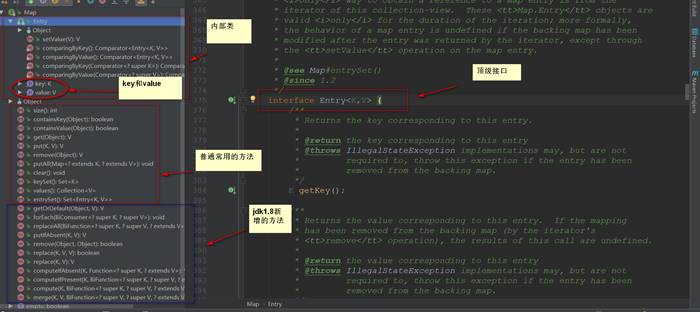 Map
Entry
Object
setValue(V): V
comparingByKey(): Comparator<Entry<K, V>>
comparingByValue(): Comparator<Entry<K, V>>
comparingByKey(Comparator<? super K>): Compara
comparingByValue(Comparator<? super V>): Compa
key: K
value: V
Object
size(): int
containsKey(Object): boolean
containsValue(Object): boolean
get(Object): V
put(K, V): V
remove(Object): V
putAll(Map<? extends K, ? extends V>): void
clear(): void
keySet(): Set<K>
values(): Collection<V>
entrySet(): Set<Entry<K, V>>
getOrDefault(Object, V): V
forEach(BiConsumer<? super K, ? super V>): void
replaceAll(BiFunction<? super K, ? super V, ? extend
putIfAbsent(K, V): V
remove(Object, Object): boolean
replace(K, V, V): boolean
replace(K, V): V
computeIfAbsent(K, Function<? super K, ? extends V
computeIfPresent(K, BiFunction<? super K, ? super V
compute(K, BiFunction<? super K, ? super V, ? exten
merge(K, V, BiFunction<? super V, ? super V, ? exten
empty: boolean
内部类
key和value
普通常用的方法
jdk1.8新
增的方法
顶级接口
* iterator of this collection-view. These <tt>Map.Entry</tt> objects are
* valid <i>only</i> for the duration of the iteration; more formally,
* the behavior of a map entry is undefined if the backing map has been
* modified after the entry was returned by the iterator, except through
* the <tt>setValue</tt> operation on the map entry.
*
* @see Map#entrySet()
* @since 1.2
*/
375
interface Entry<K,V> {
/**
* Returns the key corresponding to this entry.
*
* @return the key corresponding to this entry
* @throws IllegalStateException implementations may, but are not
* required to, throw this exception if the entry has been
* removed from the backing map.
*/
384
K getKey();
/**
* Returns the value corresponding to this entry. If the mapping
* has been removed from the backing map (by the iterator's
* <tt>remove</tt> operation), the results of this call are undefined.
*
* @return the value corresponding to this entry
* @throws IllegalStateException implementations may, but are not
* required to, throw this exception if the entry has been
* removed from the backing map.
Map
Entry
Database
Maven Projects